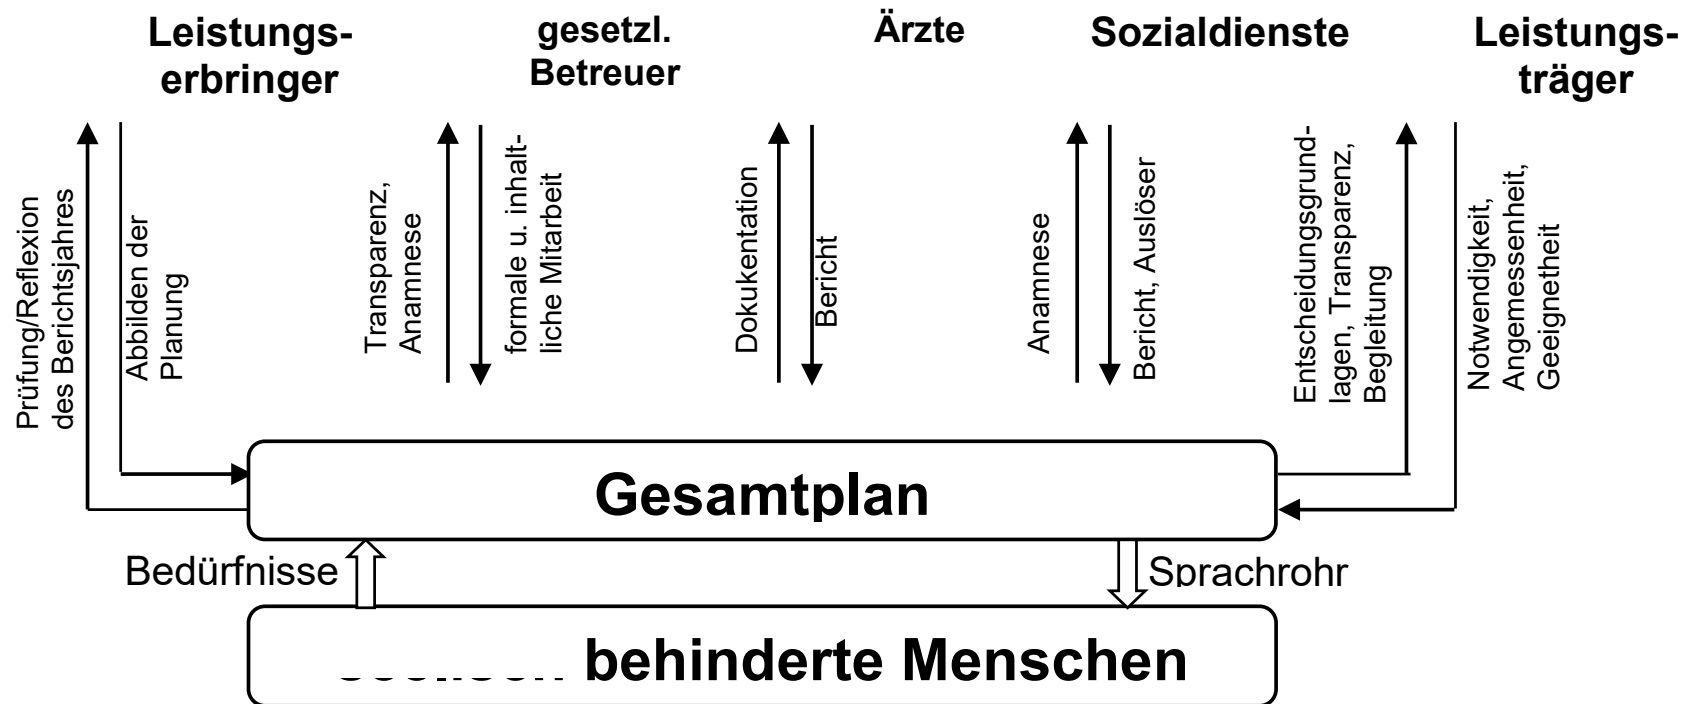 Leistungs-
erbringer
gesetzl.
Betreuer
Ärzte
Sozialdienste
Leistungs-
träger
Prüfung/Reflexion
des Berichtsjahres
Abbilden der
Planung
Transparenz,
Anamnese
formale u. inhalt-
liche Mitarbeit
Dokukentation
Bericht
Anamnese
Bericht, Auslöser
Entscheidungsgrund-
lagen, Transparenz,
Begleitung
Notwendigkeit,
Angemessenheit,
Geeignetheit
Gesamtplan
Bedürfnisse
Sprachrohr
behinderte Menschen